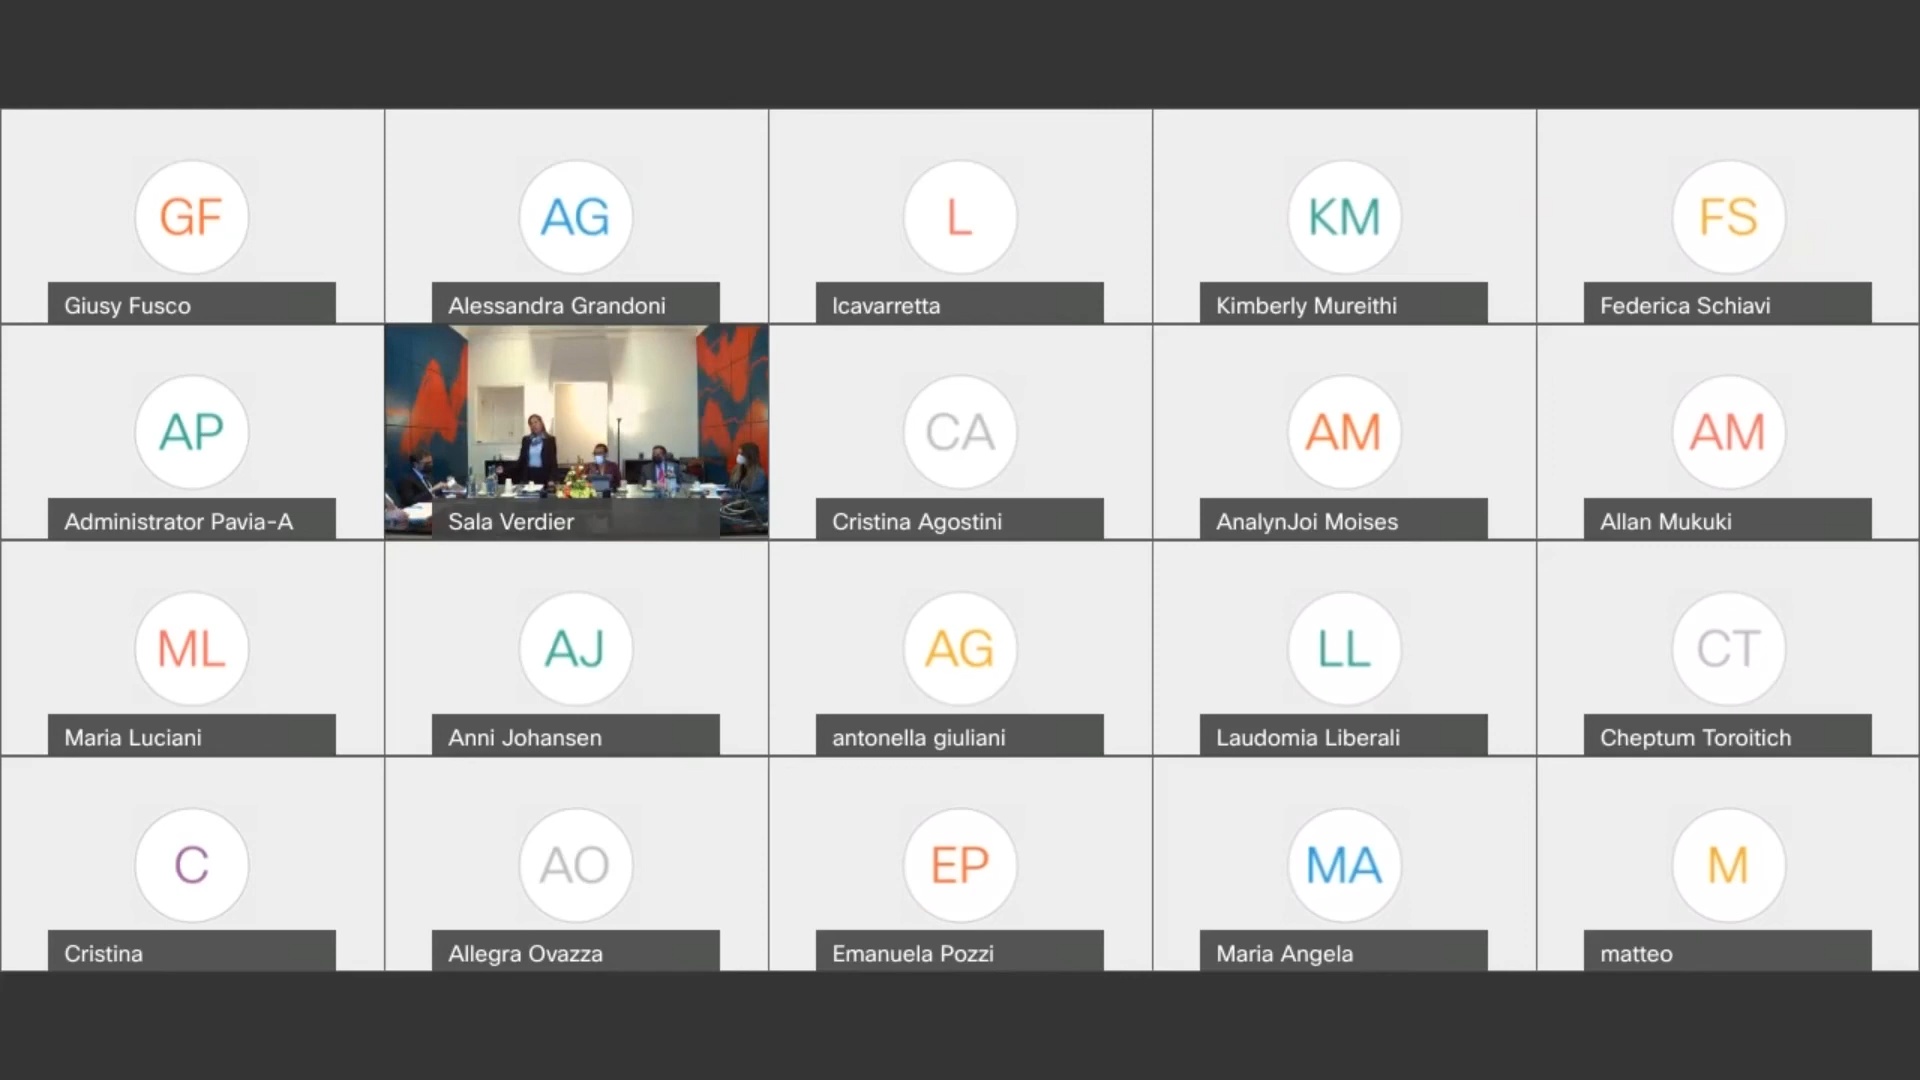 GF
Giusy Fusco
AG
Alessandra Grandoni
L
lcavarretta
KM
Kimberly Mureithi
FS
Federica Schiavi
AP
Administrator Pavia-A
Sala Verdier
CA
Cristina Agostini
AM
AnalynJoi Moises
AM
Allan Mukuki
ML
Maria Luciani
AJ
Anni Johansen
AG
antonella giuliani
LL
Laudomia Liberali
CT
Cheptum Toroitich
C
Cristina
AO
Allegra Ovazza
EP
Emanuela Pozzi
MA
Maria Angela
M
matteo